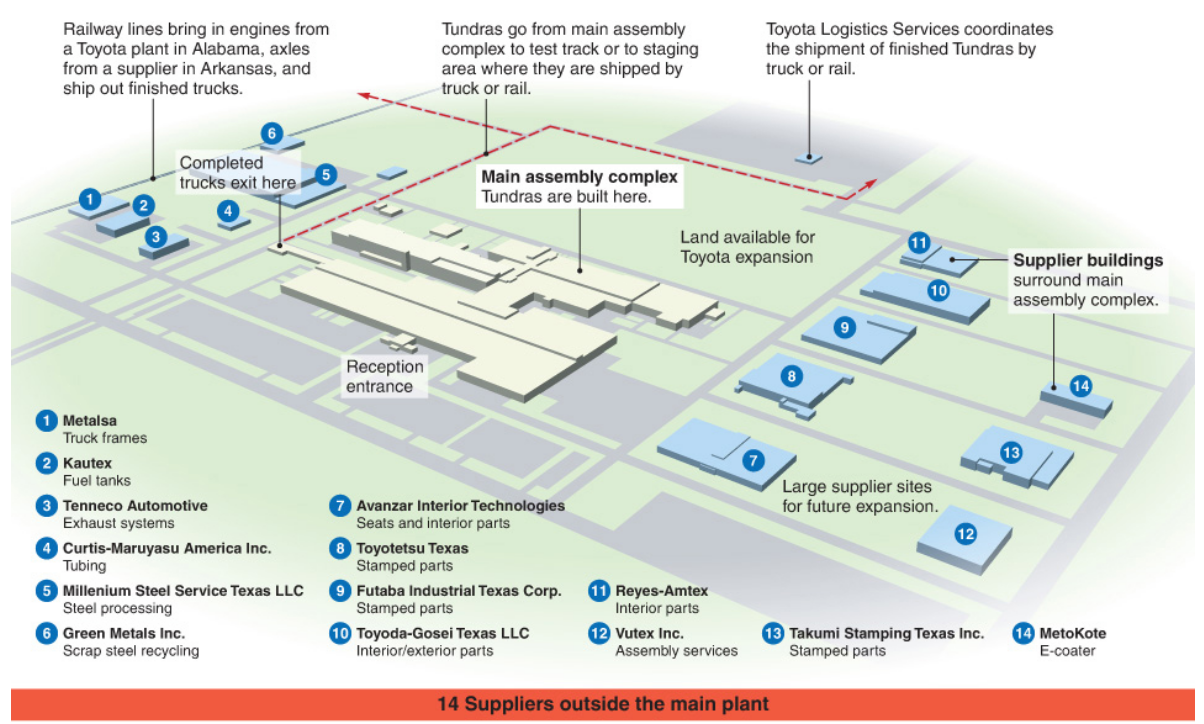 Railway lines bring in engines from
a Toyota plant in Alabama, axles
from a supplier in Arkansas, and
ship out finished trucks.
Tundras go from main assembly
complex to test track or to staging
area where they are shipped by
truck or rail.
Toyota Logistics Services coordinates
the shipment of finished Tundras by
truck or rail.
6
Completed
trucks exit here
5
Main assembly complex
Tundras are built here.
1
2
4
3
Land available for
Toyota expansion
11
Supplier buildings
surround main
assembly complex.
10
9
Reception
entrance
8
14
7
13
Large supplier sites
for future expansion.
12
1 Metalsa
Truck frames
2 Kautex
Fuel tanks
3 Tenneco Automotive
Exhaust systems
4 Curtis-Maruyasu America Inc.
Tubing
5 Millenium Steel Service Texas LLC
Steel processing
6 Green Metals Inc.
Scrap steel recycling
7 Avanzar Interior Technologies
Seats and interior parts
8 Toyotetsu Texas
Stamped parts
9 Futaba Industrial Texas Corp.
Stamped parts
10 Toyoda-Gosei Texas LLC
Interior/exterior parts
11 Reyes-Amtex
Interior parts
12 Vutex Inc.
Assembly services
13 Takumi Stamping Texas Inc.
Stamped parts
14 MetoKote
E-coater
14 Suppliers outside the main plant